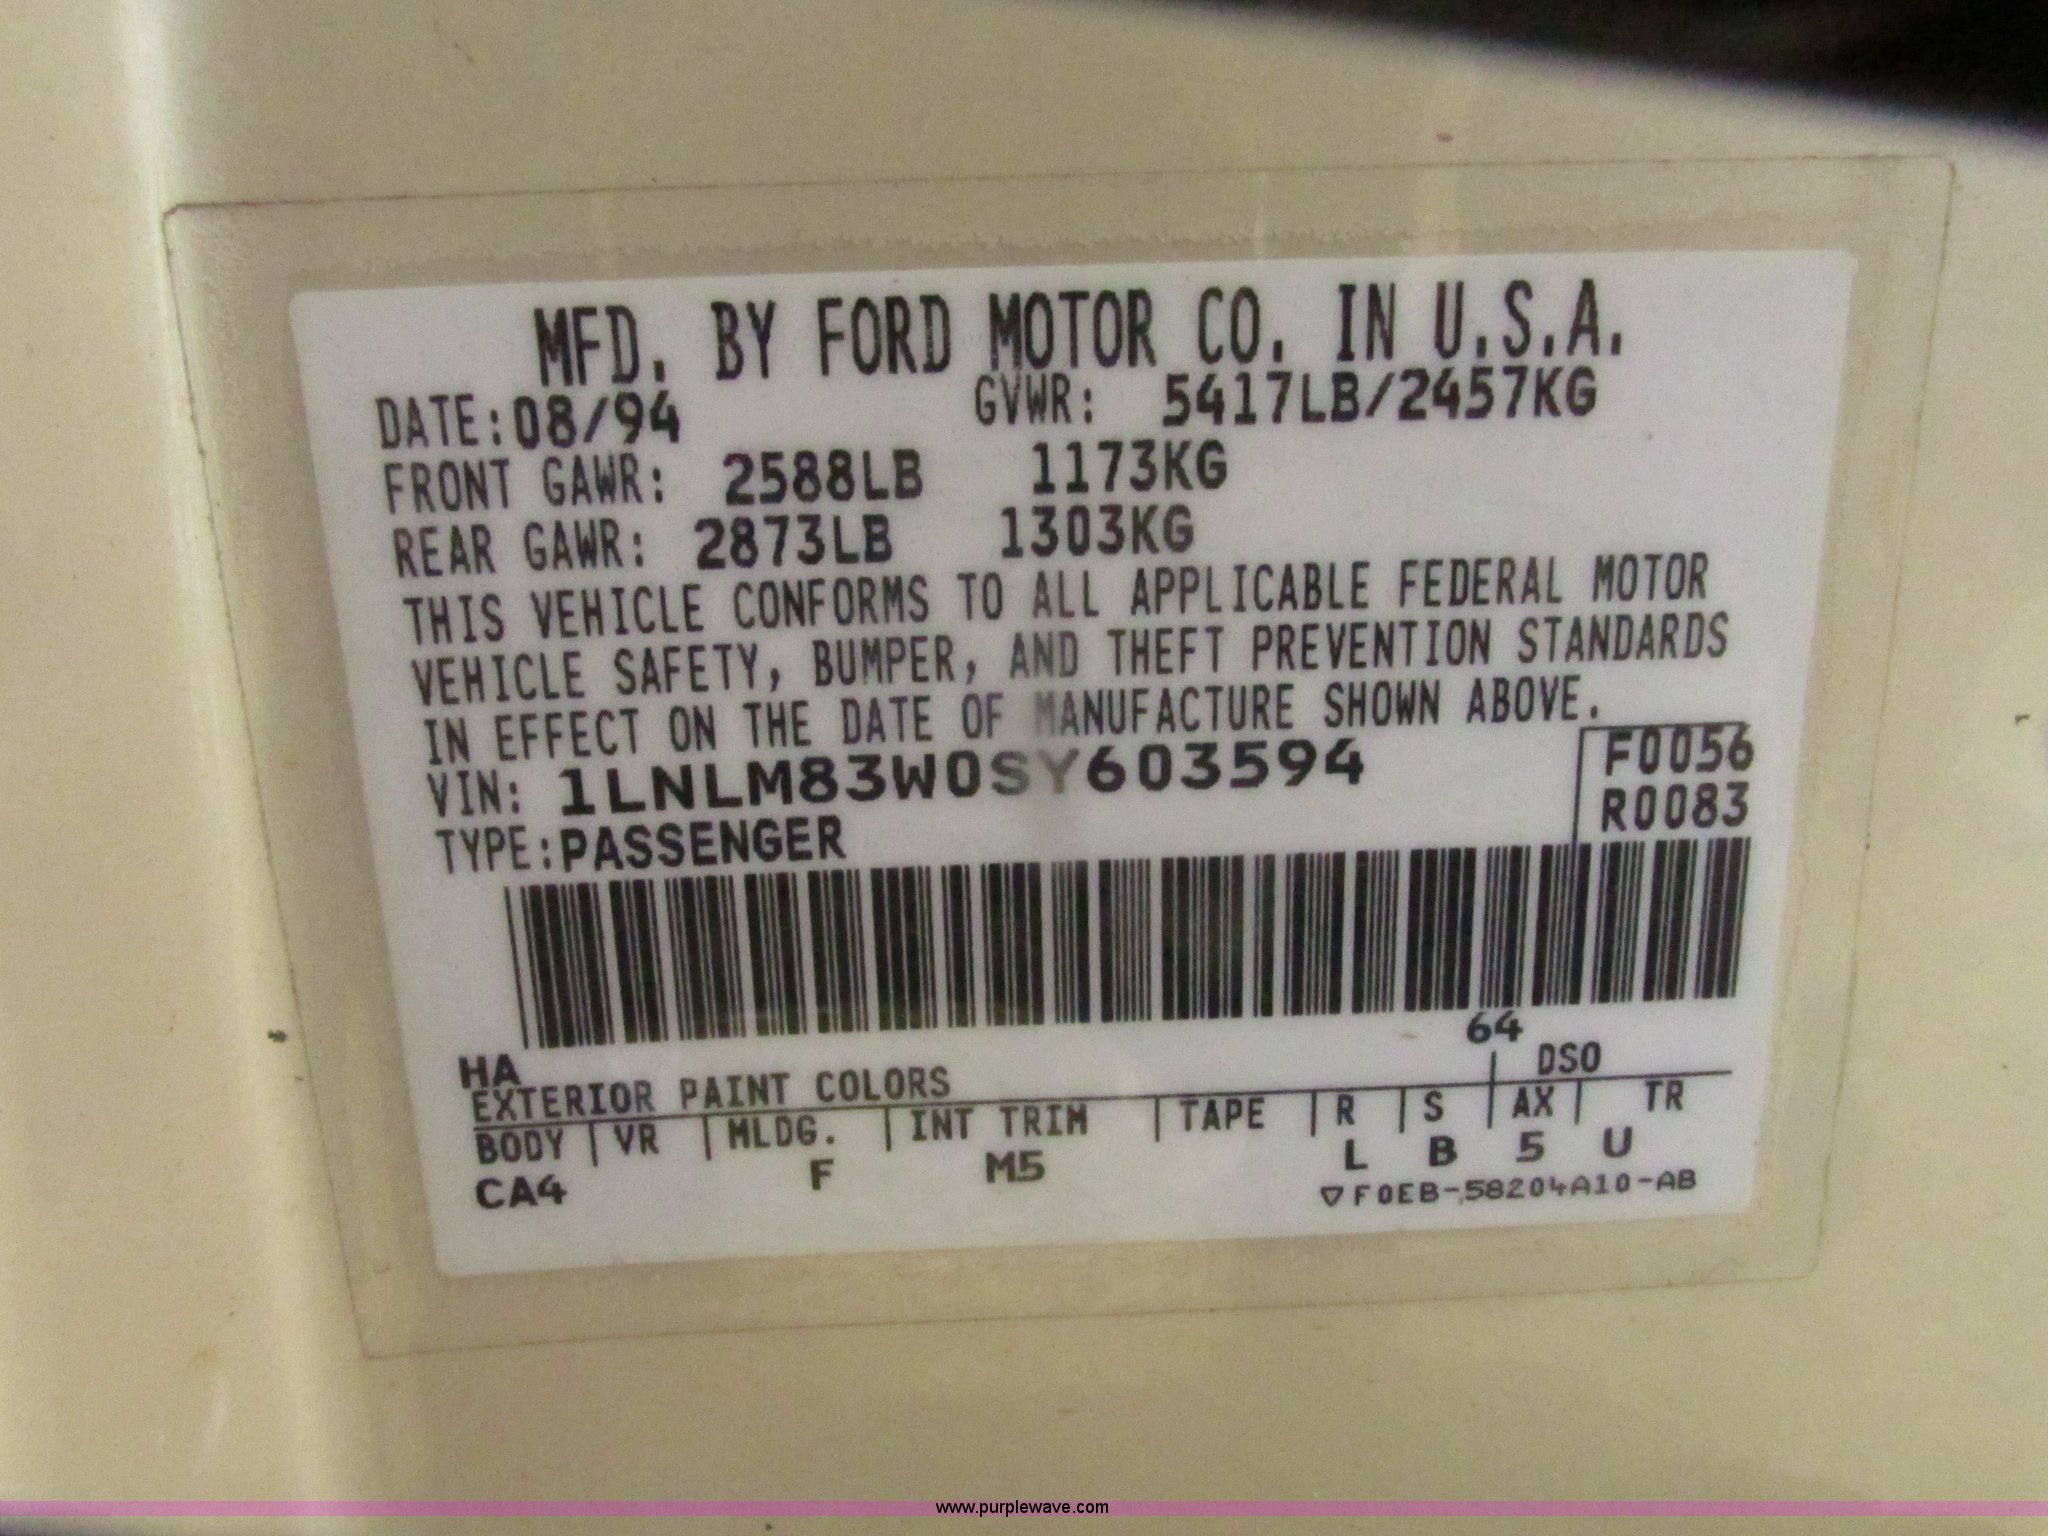 MFD. BY FORD MOTOR CO. IN U.S.A.
DATE:08/94 GVWR: 5417LB/2457KG
FRONT GAWR: 2588LB 1173KG
REAR GAWR: 2873LB 1303KG
THIS VEHICLE CONFORMS TO ALL APPLICABLE FEDERAL MOTOR
VEHICLE SAFETY, BUMPER, AND THEFT PREVENTION STANDARDS
IN EFFECT ON THE DATE OF MANUFACTURE SHOWN ABOVE.
VIN: 1LNLM83W0SY603594
F0056
R0083
TYPE:PASSENGER
64
HA
EXTERIOR PAINT COLORS DSO
BODY | VR | MLDG. | INT TRIM | TAPE | R | S | AX | TR
CA4 F M5 L B 5 U
▽F0EB-58204A10-AB
www.purplewave.com